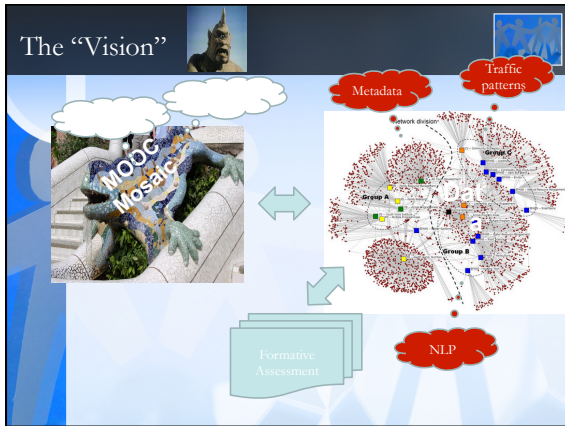 The “Vision”
Metadata
Traffic
patterns
MOOC
Mosaic
Network division
Group C
Group A
Group B
Formative
Assessment
NLP